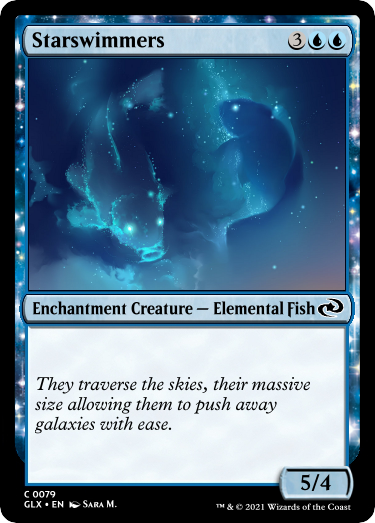 Starswimmers 3
Enchantment Creature — Elemental Fish
They traverse the skies, their massive
size allowing them to push away
galaxies with ease.
5/4
C 0079
GLX • EN SARA M.
™ & © 2021 Wizards of the Coast